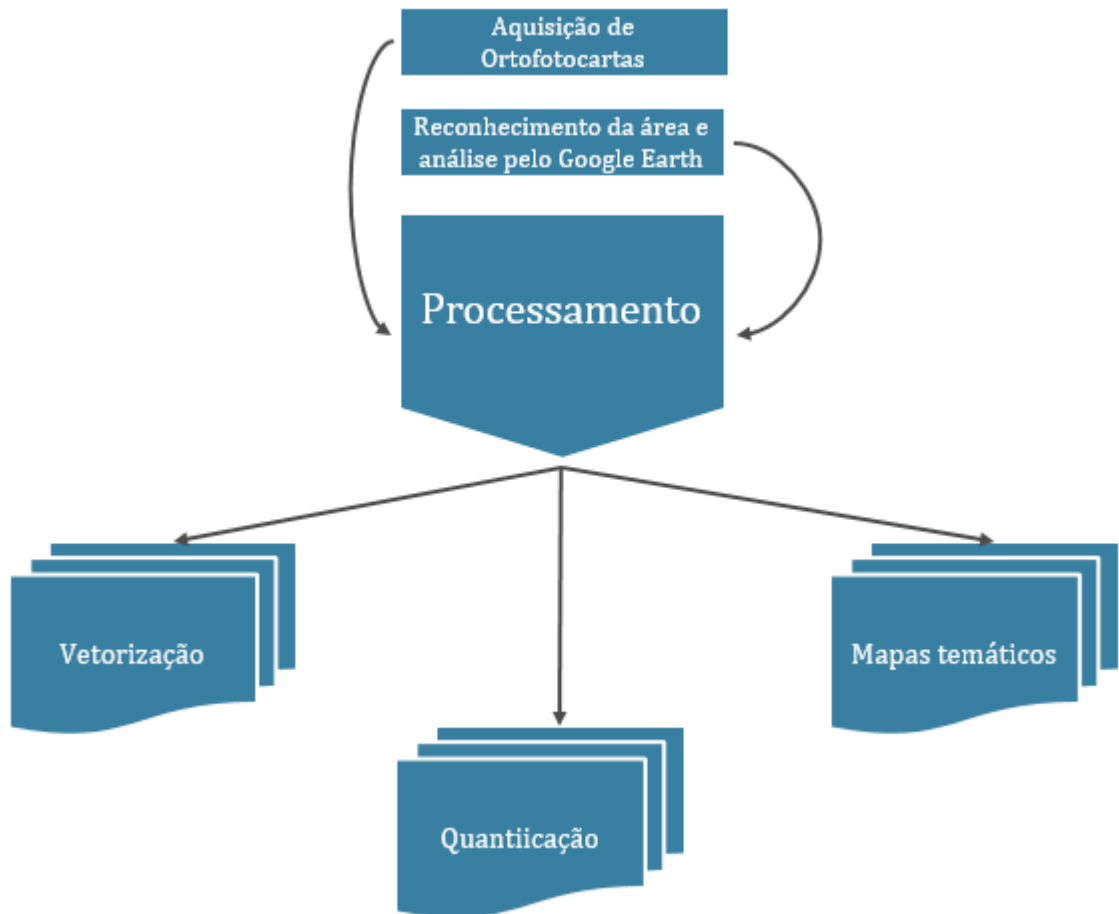 Aquisição de
Ortofotocartas
Reconhecimento da área e
análise pelo Google Earth
Processamento
Vetorização
Mapas temáticos
Quantiicação